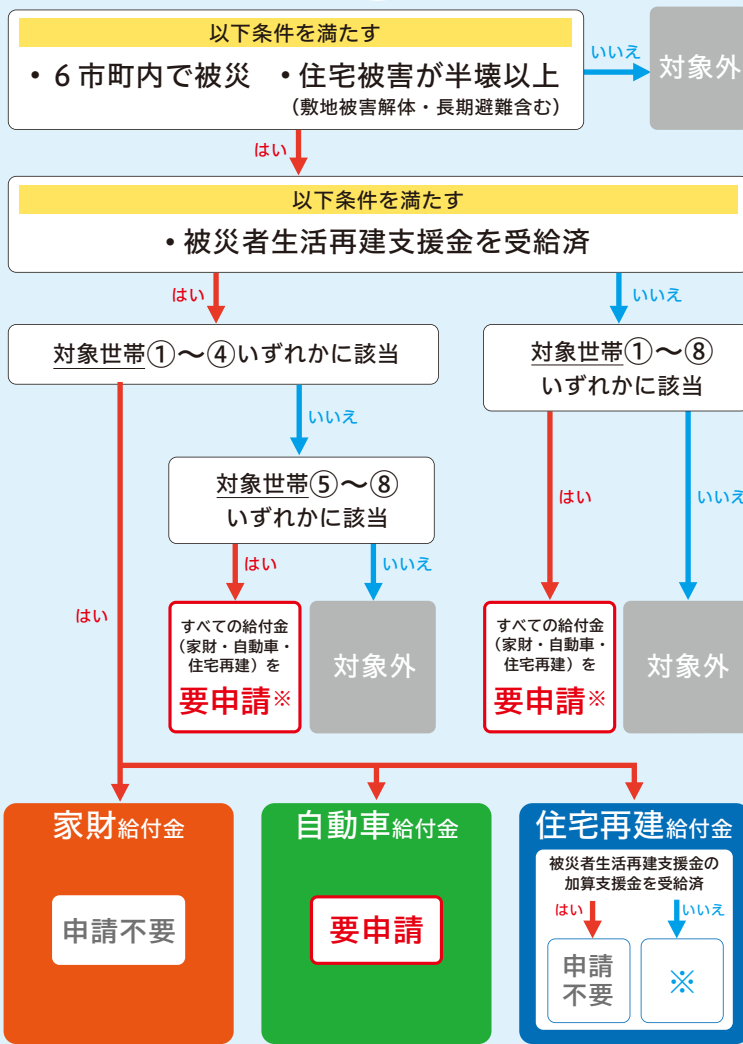 以下条件を満たす
・６市町内で被災 ・住宅被害が半壊以上
（敷地被害解体・長期避難含む）
いいえ
対象外
はい
以下条件を満たす
・被災者生活再建支援金を受給済
はい
いいえ
対象世帯①～④いずれかに該当
対象世帯①～⑧
いずれかに該当
いいえ
対象世帯⑤～⑧
いずれかに該当
はい
いいえ
はい
いいえ
はい
すべての給付金
（家財・自動車・
住宅再建）を
要申請※
対象外
すべての給付金
（家財・自動車・
住宅再建）を
要申請※
対象外
家財給付金
申請不要
自動車給付金
要申請
住宅再建給付金
被災者生活再建支援金の
加算支援金を受給済
はい
いいえ
申請
不要
※